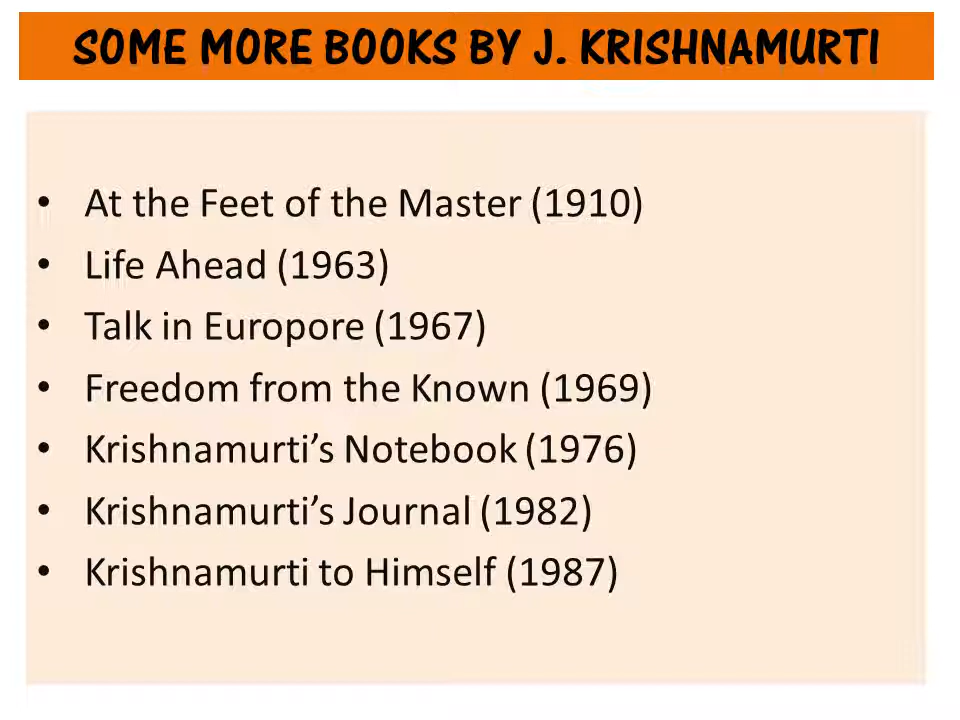 SOME MORE BOOKS BY J. KRISHNAMURTI
• At the Feet of the Master (1910)
• Life Ahead (1963)
• Talk in Europore (1967)
• Freedom from the Known (1969)
• Krishnamurti’s Notebook (1976)
• Krishnamurti’s Journal (1982)
• Krishnamurti to Himself (1987)